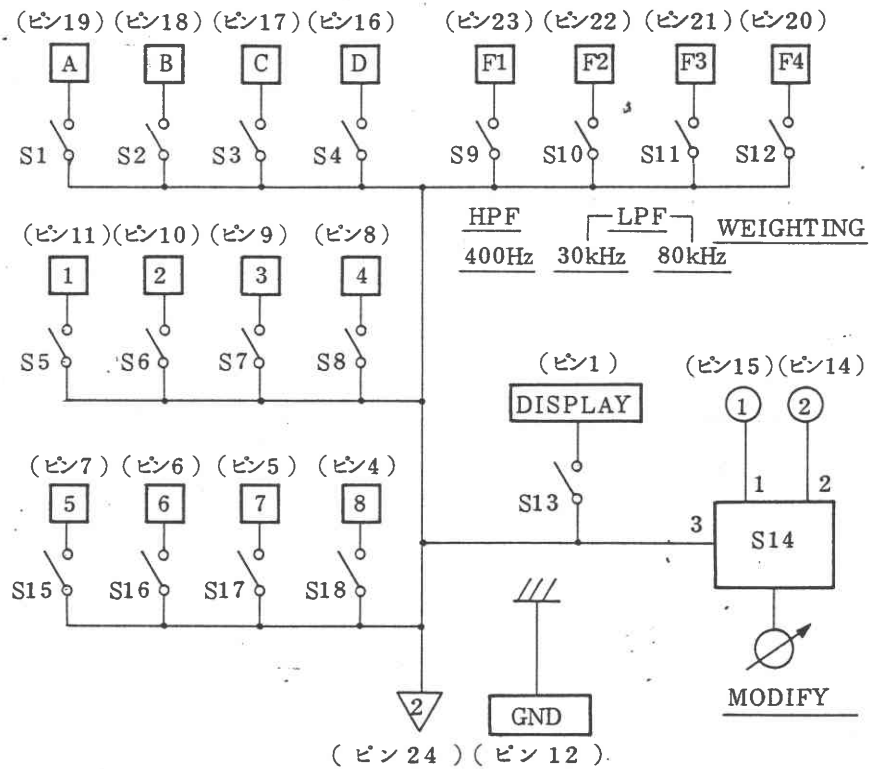 (ピン19) (ピン18) (ピン17) (ピン16) (ピン23) (ピン22) (ピン21) (ピン20)
A B C D F1 F2 F3 F4
S1 S2 S3 S4 S9 S10 S11 S12
HPF LPF WEIGHTING
400Hz 30kHz 80kHz
(ピン11) (ピン10) (ピン9) (ピン8)
1 2 3 4
S5 S6 S7 S8
(ピン1) (ピン15) (ピン14)
DISPLAY 1 2
(ピン7) (ピン6) (ピン5) (ピン4)
5 6 7 8
S13 1 2
3 S14
S15 S16 S17 S18
MODIFY
2 GND
(ピン24) (ピン12)